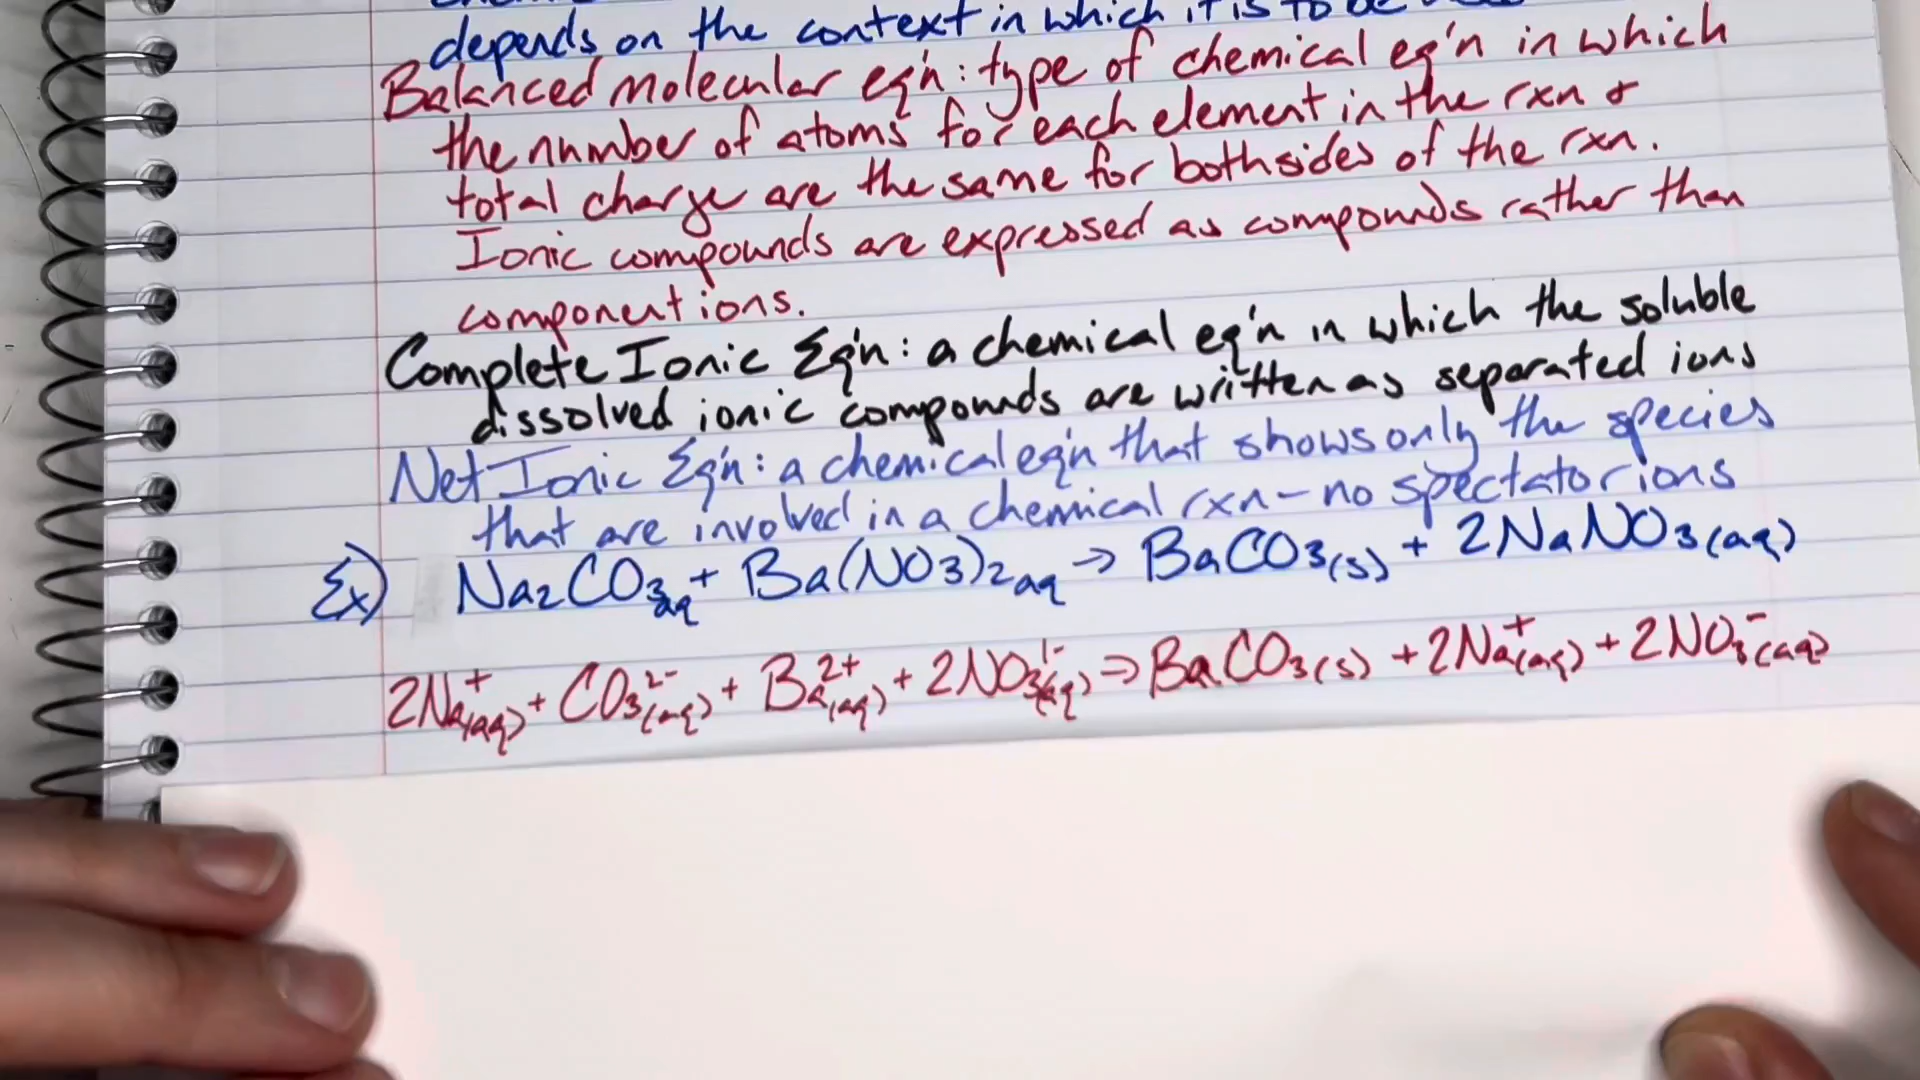 depends on the context in which it is to be
Balanced molecular eq'n: type of chemical eq'n in which
the number of atoms for each element in the rxn &
total charge are the same for both sides of the rxn.
Ionic compounds are expressed as compounds rather than
component ions.
Complete Ionic Eq'n: a chemical eq'n in which the soluble
dissolved ionic compounds are written as separated ions
Net Ionic Eq'n: a chemical eq'n that shows only the species
that are involved in a chemical rxn - no spectator ions
Ex) Na2CO3aq + Ba(NO3)2aq → BaCO3(s) + 2NaNO3(aq)
2Na+(aq) + CO3 2-(aq) + Ba2+(aq) + 2NO3 1-(aq) → BaCO3(s) + 2Na+(aq) + 2NO3-(aq)